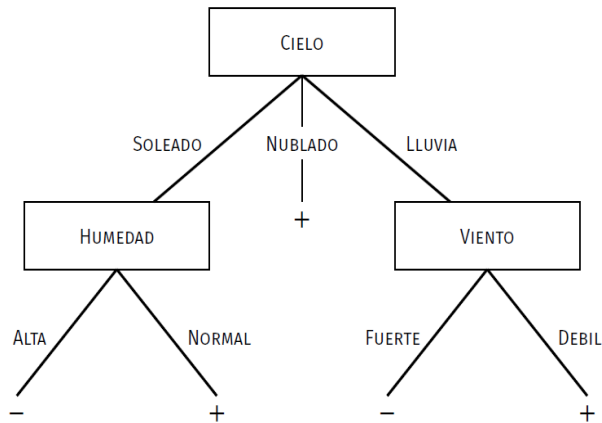 CIELO
SOLEADO NUBLADO LLUVIA
+
HUMEDAD VIENTO
ALTA NORMAL FUERTE DEBIL
− + − +